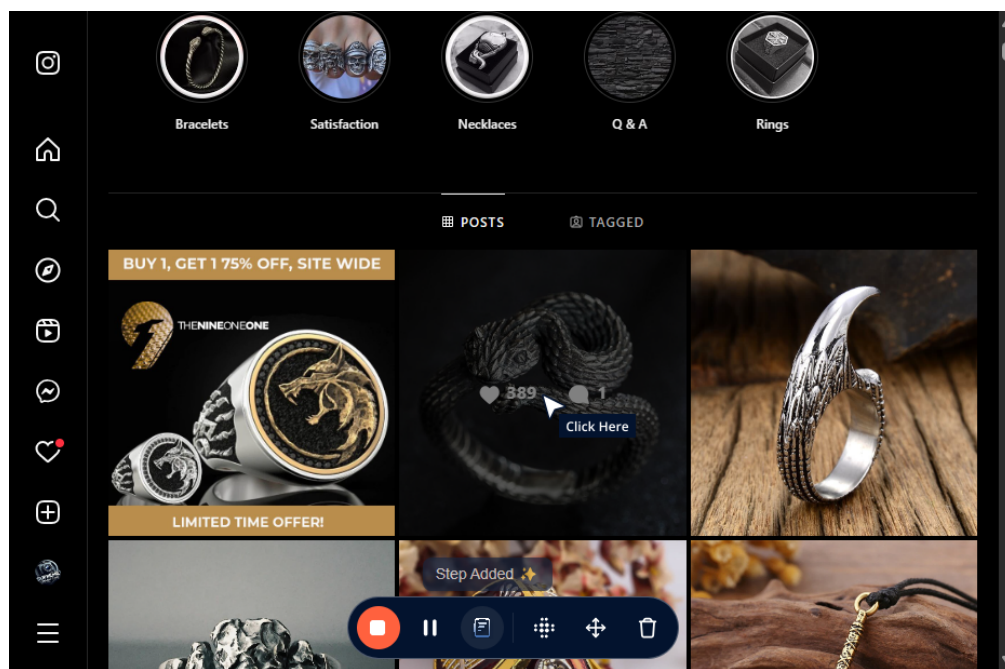 Bracelets
Satisfaction
Necklaces
Q & A
Rings
POSTS
TAGGED
BUY 1, GET 1 75% OFF, SITE WIDE
THENINEONEONE
389
1
Click Here
LIMITED TIME OFFER!
Step Added